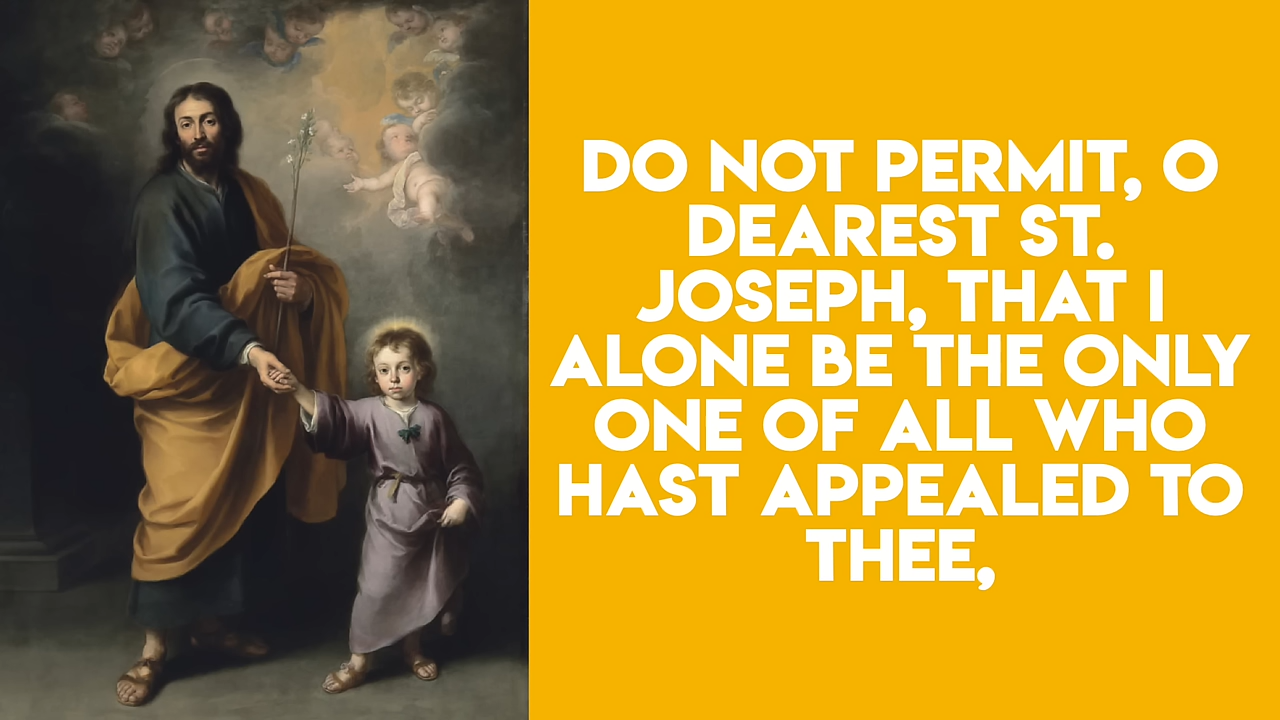 DO NOT PERMIT, O
DEAREST ST.
JOSEPH, THAT I
ALONE BE THE ONLY
ONE OF ALL WHO
HAST APPEALED TO
THEE,